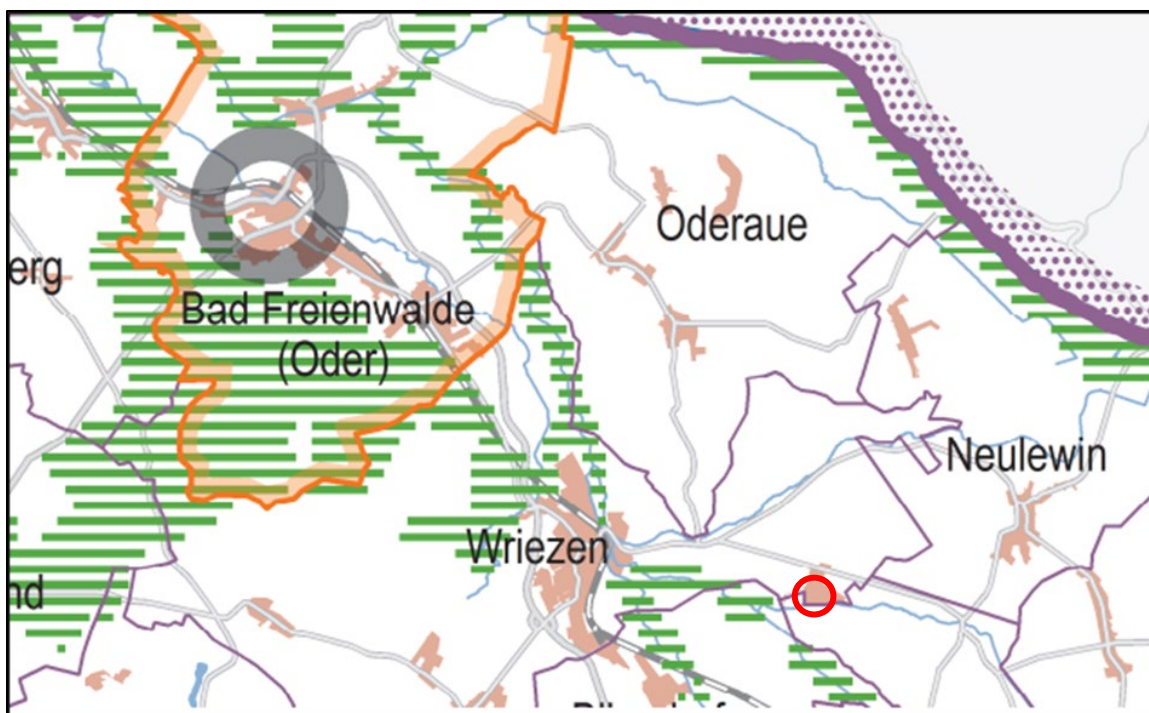 Oderaue
erg
Bad Freienwalde
(Oder)
Neulewin
Wriezen
nd